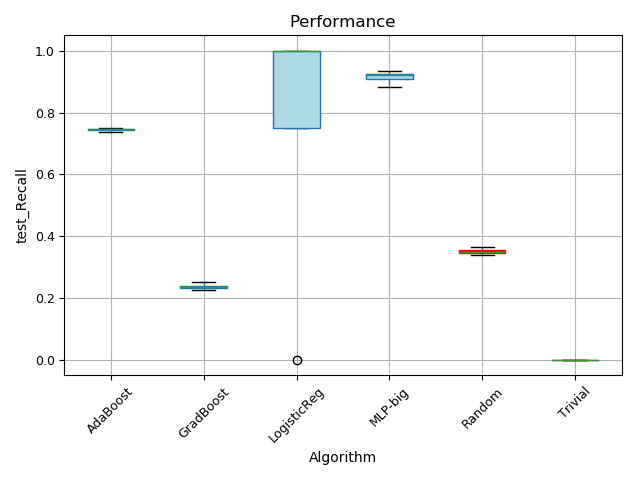 Performance
1.0
0.8
0.6
0.4
0.2
0.0
test_Recall
AdaBoost
GradBoost
LogisticReg
MLP-big
Random
Trivial
Algorithm